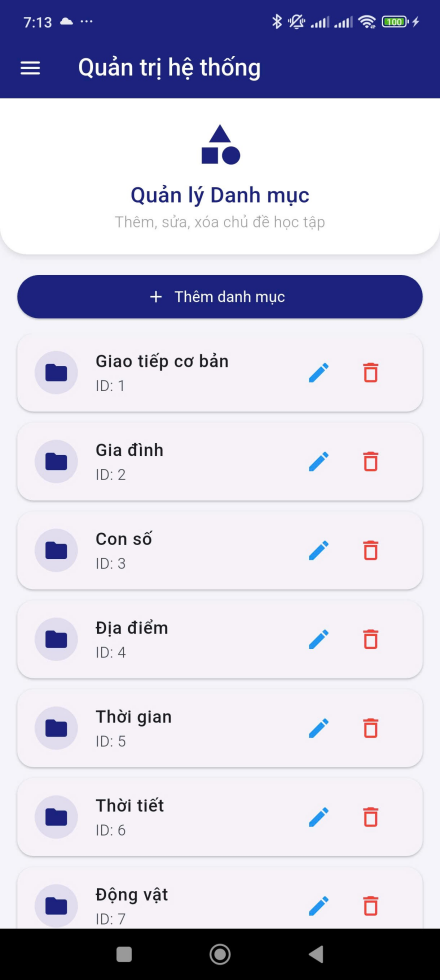 7:13
100
Quản trị hệ thống
Quản lý Danh mục
Thêm, sửa, xóa chủ đề học tập
+ Thêm danh mục
Giao tiếp cơ bản
ID: 1
Gia đình
ID: 2
Con số
ID: 3
Địa điểm
ID: 4
Thời gian
ID: 5
Thời tiết
ID: 6
Động vật
ID: 7